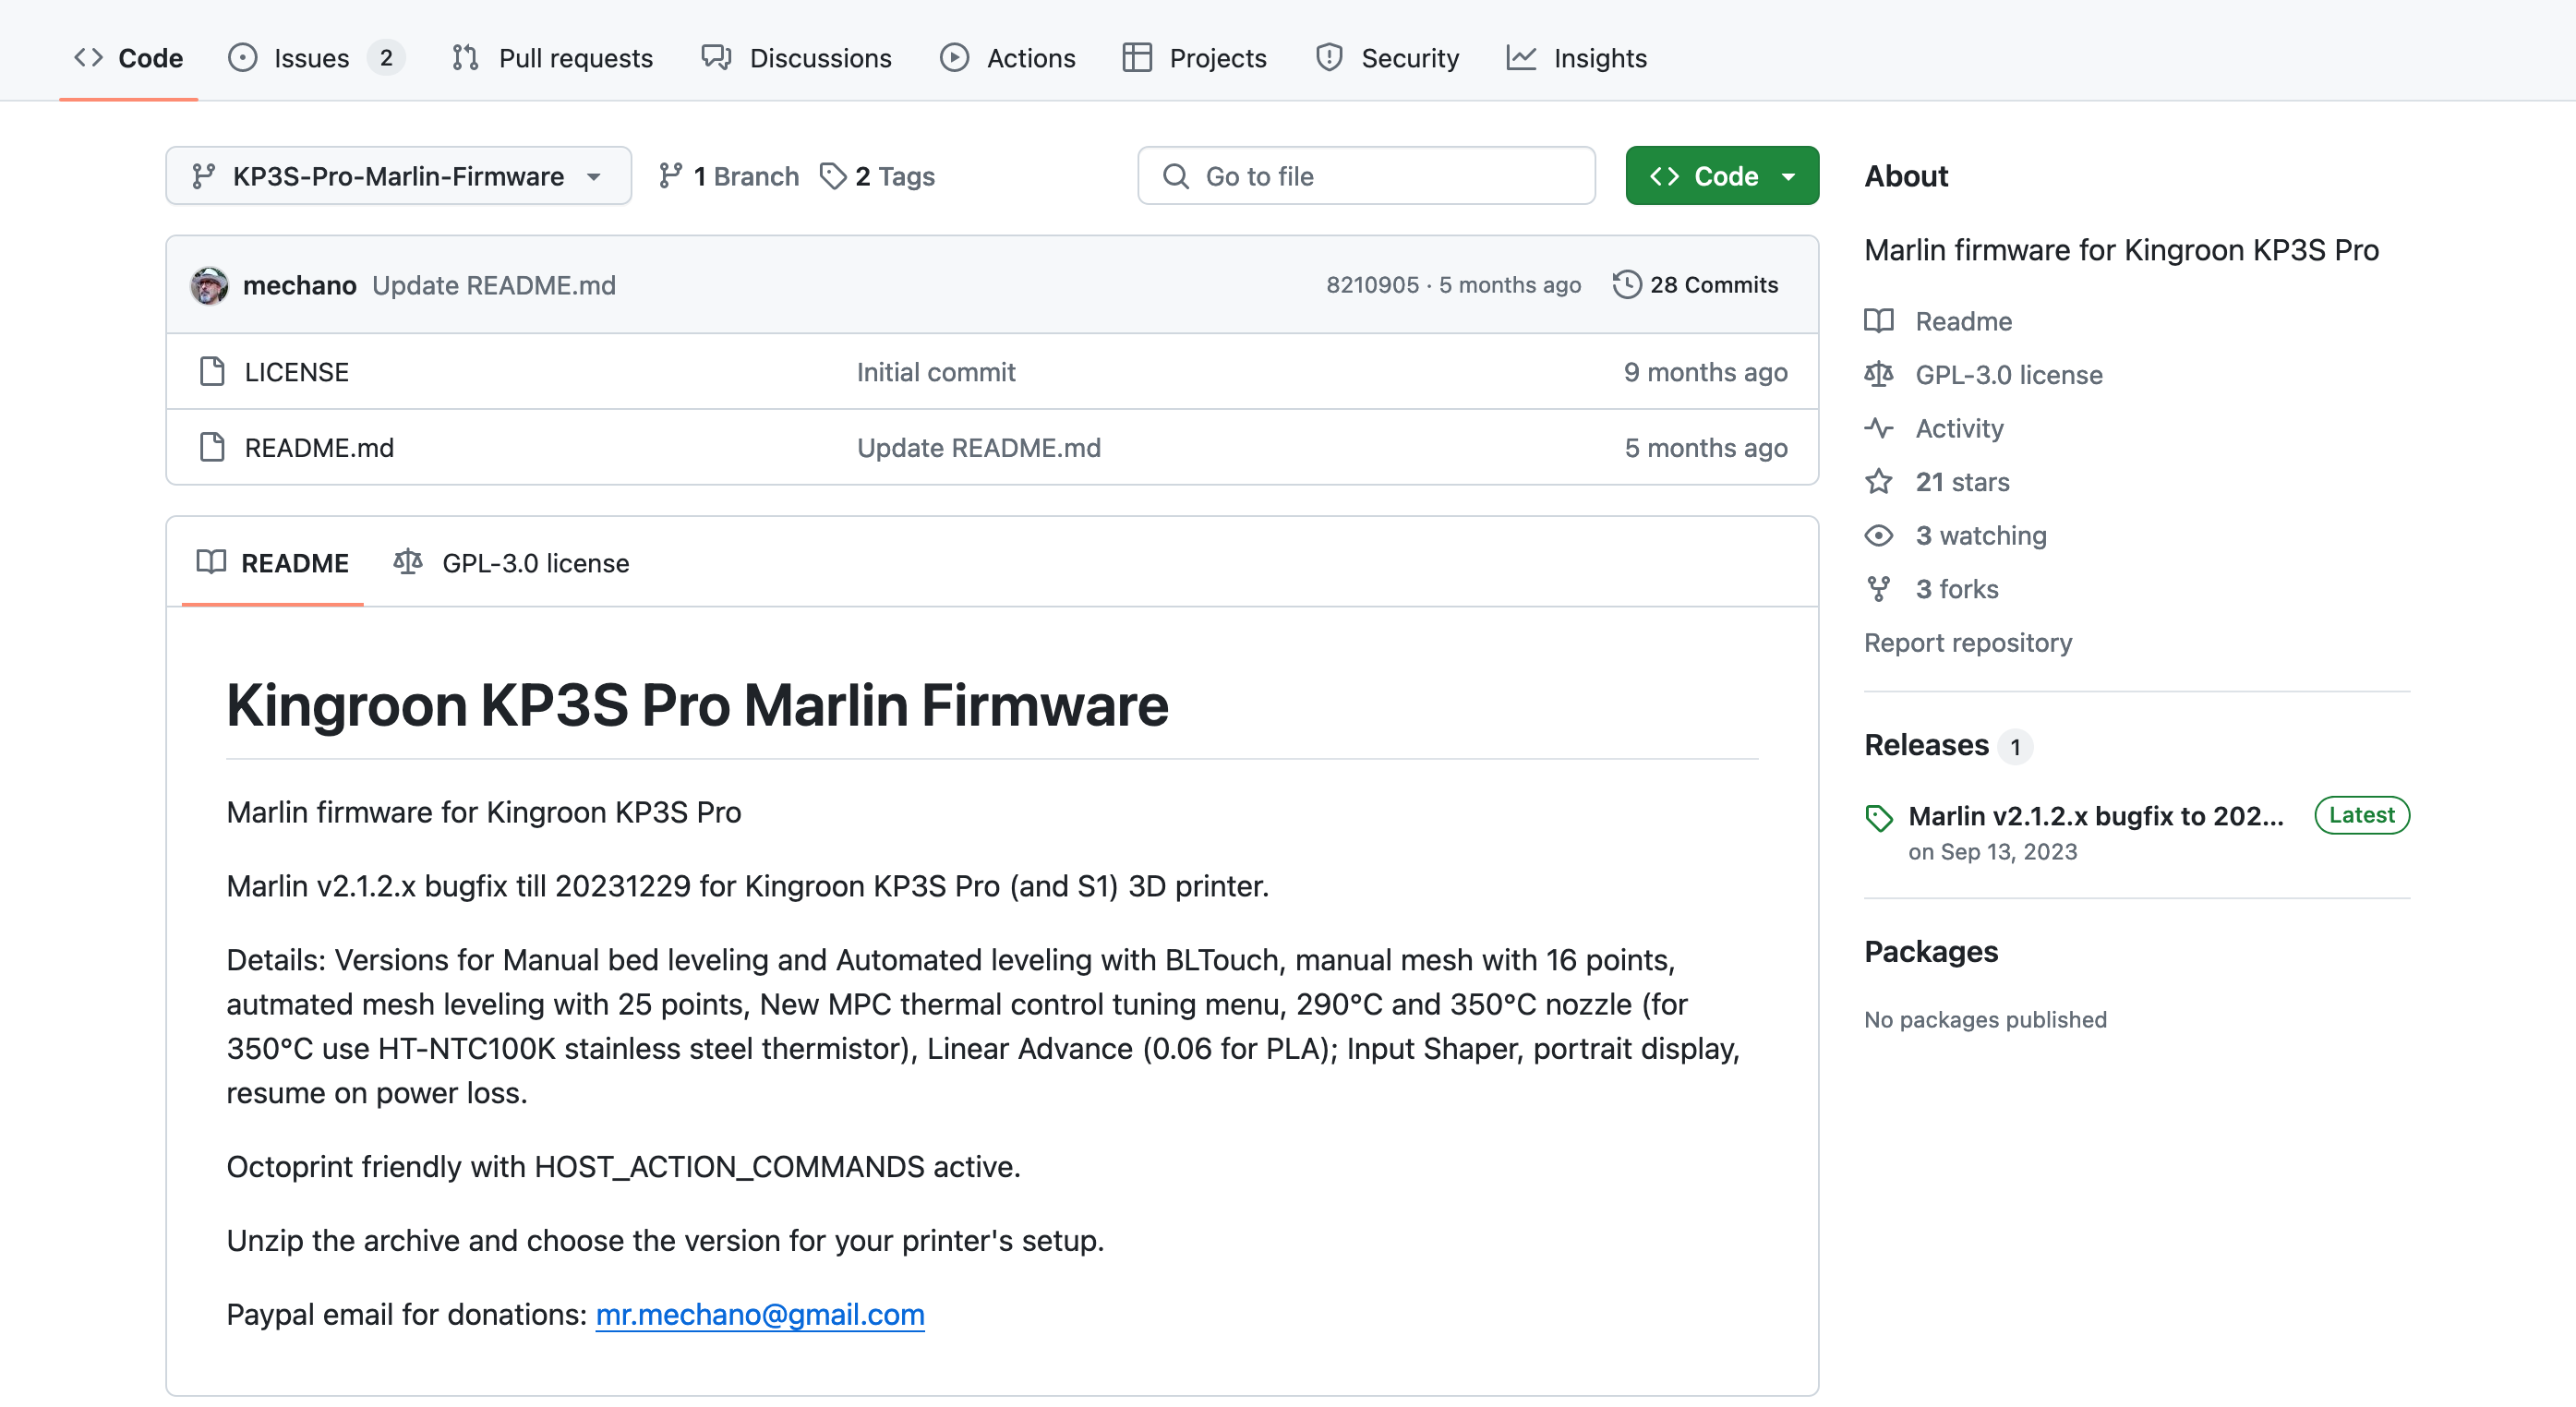 Code Issues 2 Pull requests Discussions Actions Projects Security Insights
KP3S-Pro-Marlin-Firmware 1 Branch 2 Tags Go to file Code
mechano Update README.md 8210905 · 5 months ago 28 Commits
LICENSE Initial commit 9 months ago
README.md Update README.md 5 months ago
README GPL-3.0 license
Kingroon KP3S Pro Marlin Firmware
Marlin firmware for Kingroon KP3S Pro
Marlin v2.1.2.x bugfix till 20231229 for Kingroon KP3S Pro (and S1) 3D printer.
Details: Versions for Manual bed leveling and Automated leveling with BLTouch, manual mesh with 16 points,
autmated mesh leveling with 25 points, New MPC thermal control tuning menu, 290°C and 350°C nozzle (for
350°C use HT-NTC100K stainless steel thermistor), Linear Advance (0.06 for PLA); Input Shaper, portrait display,
resume on power loss.
Octoprint friendly with HOST_ACTION_COMMANDS active.
Unzip the archive and choose the version for your printer's setup.
Paypal email for donations: mr.mechano@gmail.com
About
Marlin firmware for Kingroon KP3S Pro
Readme
GPL-3.0 license
Activity
21 stars
3 watching
3 forks
Report repository
Releases 1
Marlin v2.1.2.x bugfix to 202... Latest
on Sep 13, 2023
Packages
No packages published